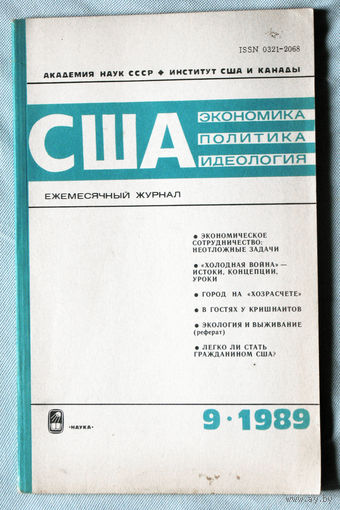 ISSN 0321-2068
АКАДЕМИЯ НАУК СССР ◆ ИНСТИТУТ США И КАНАДЫ
США
ЭКОНОМИКА
ПОЛИТИКА
ИДЕОЛОГИЯ
ЕЖЕМЕСЯЧНЫЙ ЖУРНАЛ
● ЭКОНОМИЧЕСКОЕ
СОТРУДНИЧЕСТВО:
НЕОТЛОЖНЫЕ ЗАДАЧИ
● «ХОЛОДНАЯ ВОЙНА» —
ИСТОКИ, КОНЦЕПЦИИ,
УРОКИ
● ГОРОД НА «ХОЗРАСЧЕТЕ»
● В ГОСТЯХ У КРИШНАИТОВ
● ЭКОЛОГИЯ И ВЫЖИВАНИЕ
(реферат)
● ЛЕГКО ЛИ СТАТЬ
ГРАЖДАНИНОМ США?
«НАУКА»
9 · 1989
ay.by